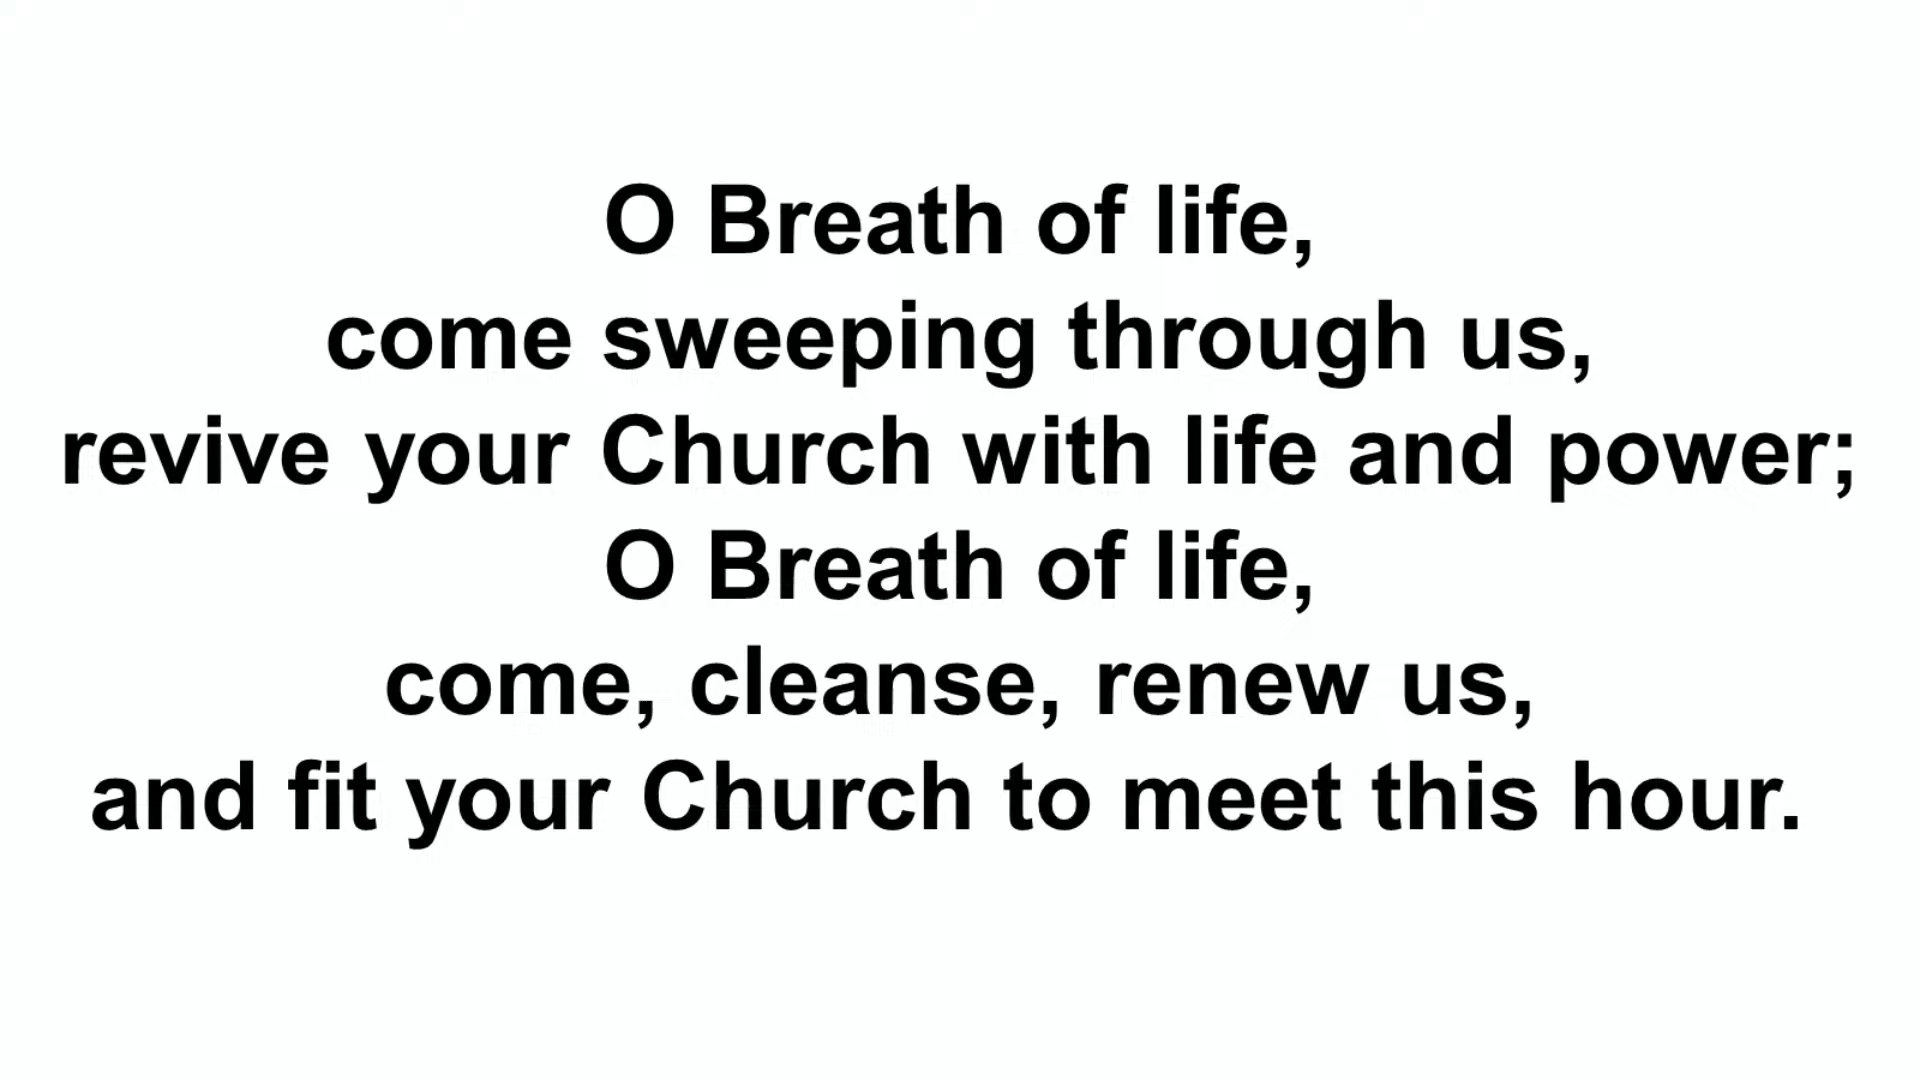 O Breath of life,
come sweeping through us,
revive your Church with life and power;
O Breath of life,
come, cleanse, renew us,
and fit your Church to meet this hour.